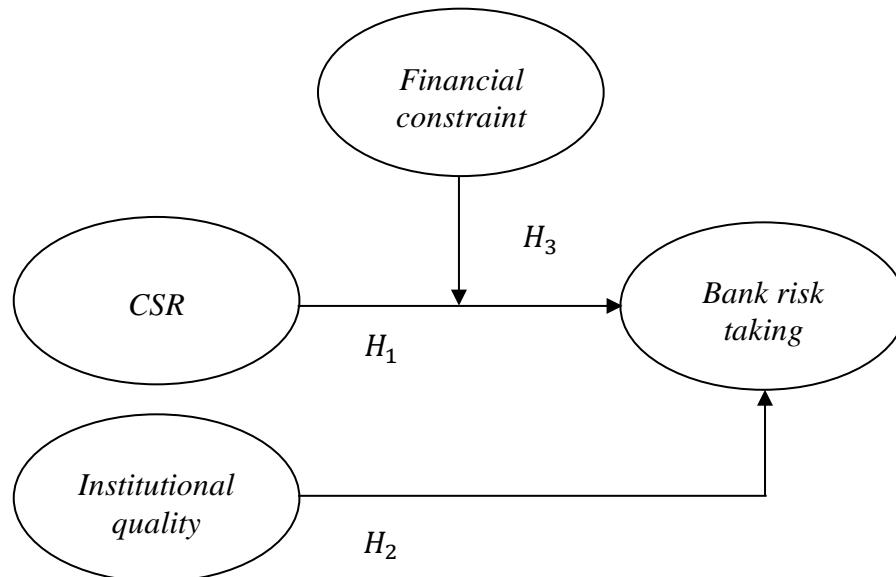 Financial
constraint
H₃
CSR
Bank risk
taking
H₁
Institutional
quality
H₂